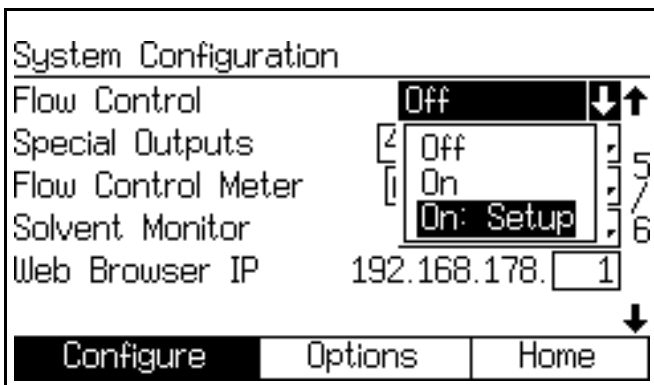 System Configuration
Flow Control Off
Special Outputs Off
Flow Control Meter On
Solvent Monitor On: Setup
Web Browser IP 192.168.178. 1
5/6
Configure Options Home